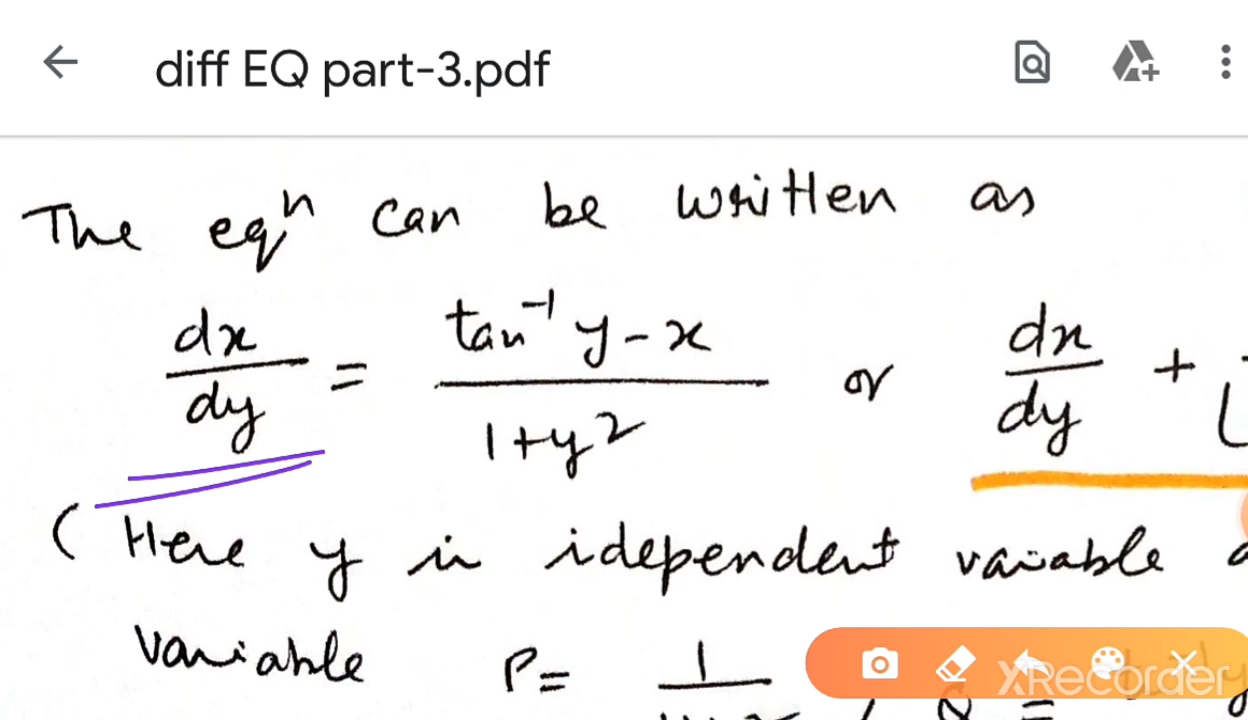 diff EQ part-3.pdf
The eqⁿ can be written as
dx/dy = (tan⁻¹ y - x)/(1+y²) or dx/dy +
( Here y is idependent variable
variable P = 1
XRecorder